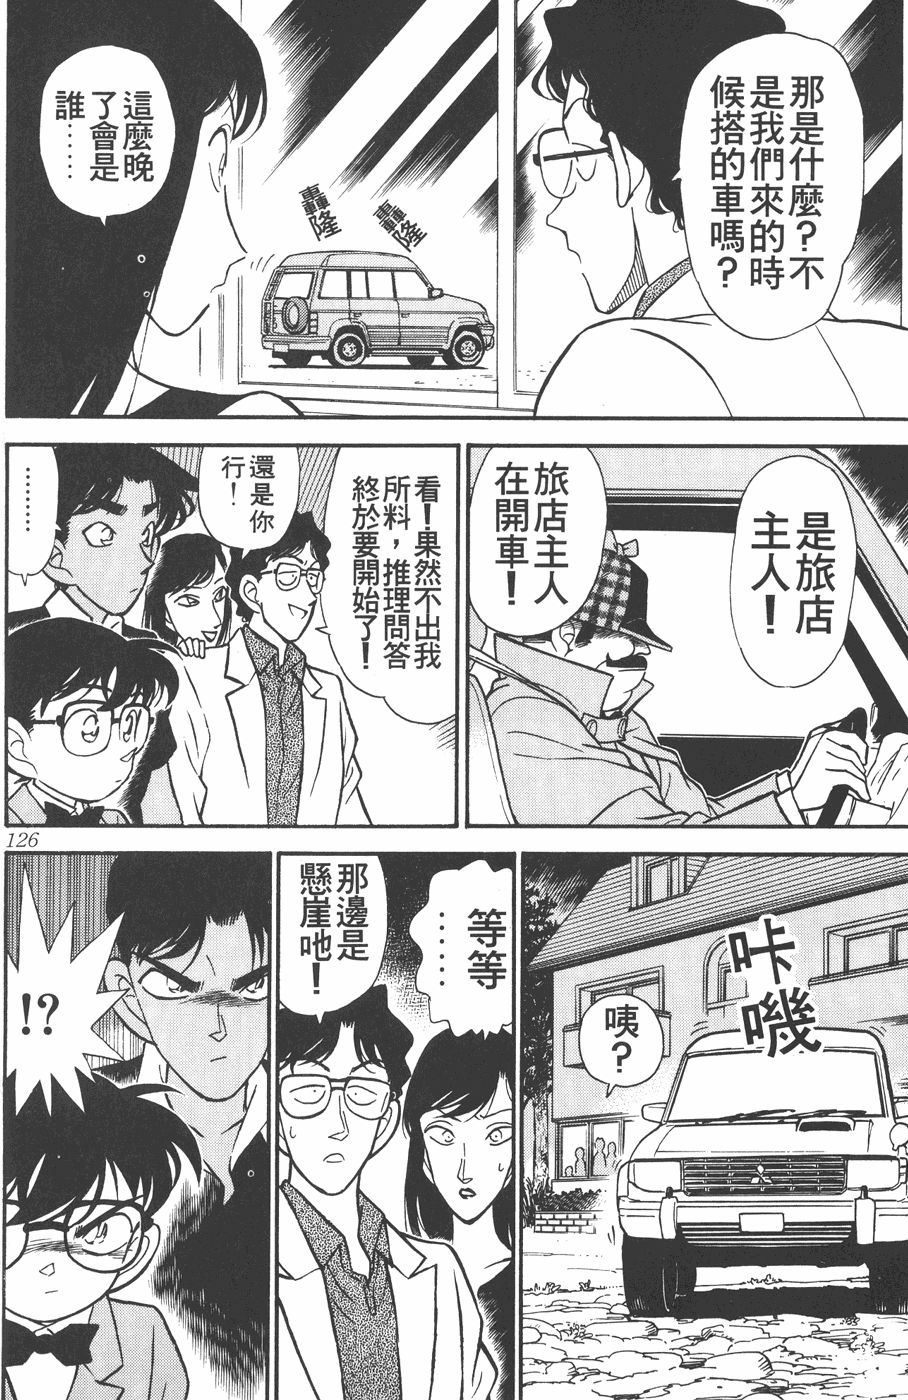 那是什麼？不
是我們來的時
候搭的車嗎？
轟隆
轟隆
這麼晚
了會是
誰……
是旅店
主人！
旅店主人
在開車！
看！果然不出我
所料，推理問答
終於要開始了！
還是你
行！
……
126
咔嘰
咦？
等等
……
那邊是
懸崖吔！
!?